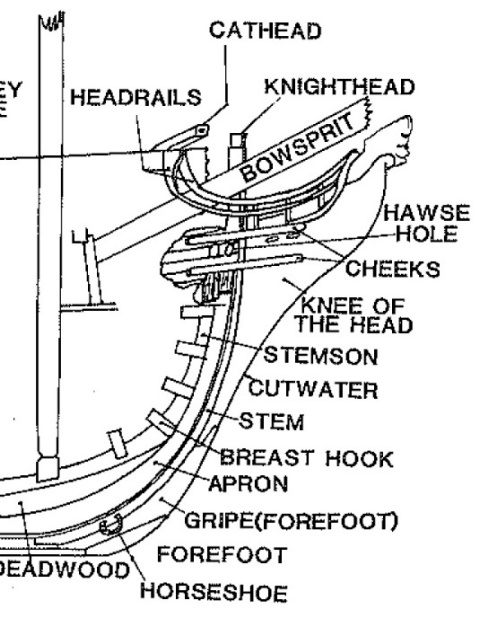 CATHEAD
KNIGHTHEAD
HEADRAILS
BOWSPRIT
HAWSE
HOLE
CHEEKS
KNEE OF
THE HEAD
STEMSON
CUTWATER
STEM
BREAST HOOK
APRON
GRIPE(FOREFOOT)
FOREFOOT
DEADWOOD
HORSESHOE